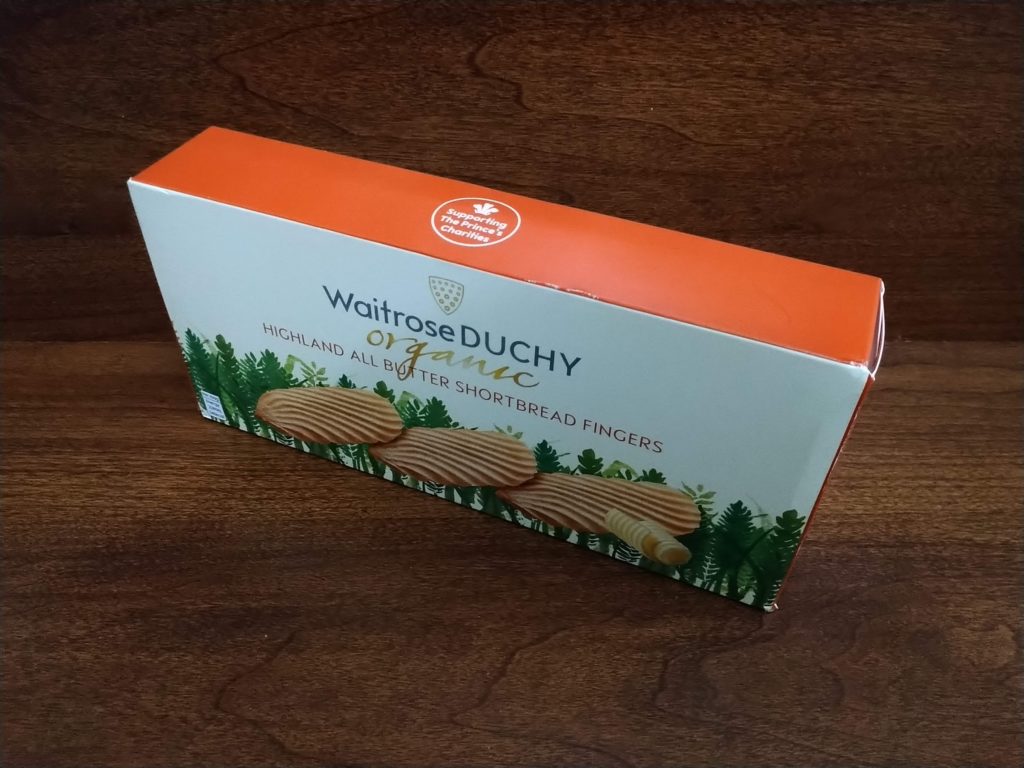 Supporting
The Prince's
Charities
Waitrose DUCHY
organic
HIGHLAND ALL BUTTER SHORTBREAD FINGERS